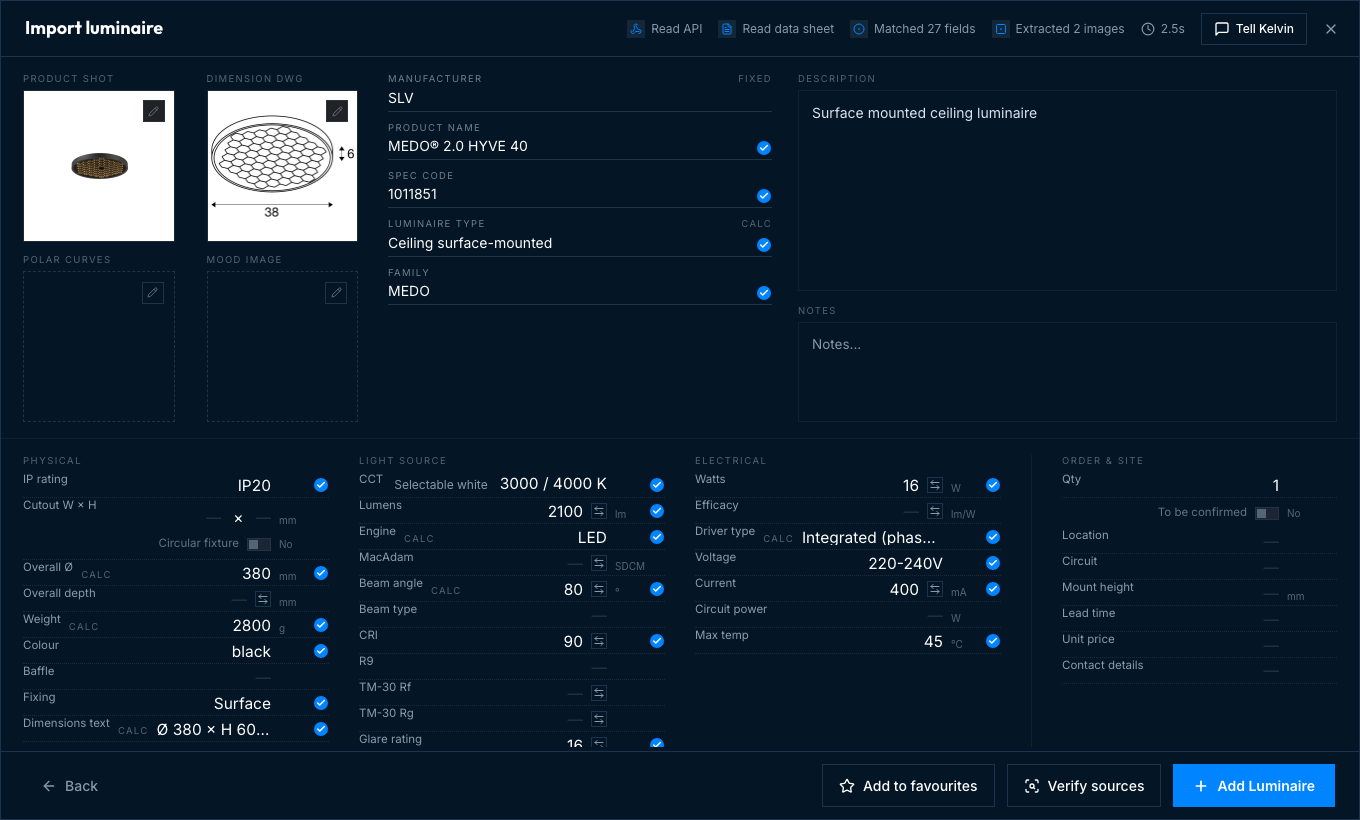 Import luminaire
Read API
Read data sheet
Matched 27 fields
Extracted 2 images
2.5s
Tell Kelvin
PRODUCT SHOT
DIMENSION DWG
6
38
POLAR CURVES
MOOD IMAGE
MANUFACTURER FIXED
SLV
PRODUCT NAME
MEDO® 2.0 HYVE 40
SPEC CODE
1011851
LUMINAIRE TYPE CALC
Ceiling surface-mounted
FAMILY
MEDO
DESCRIPTION
Surface mounted ceiling luminaire
NOTES
Notes...
PHYSICAL
IP rating IP20
Cutout W × H
— × — mm
Circular fixture No
Overall Ø CALC 380 mm
Overall depth — mm
Weight CALC 2800 g
Colour black
Baffle —
Fixing Surface
Dimensions text CALC Ø 380 × H 60...
LIGHT SOURCE
CCT Selectable white 3000 / 4000 K
Lumens 2100 lm
Engine CALC LED
MacAdam — SDCM
Beam angle CALC 80 °
Beam type —
CRI 90
R9 —
TM-30 Rf —
TM-30 Rg —
Glare rating 16
ELECTRICAL
Watts 16 W
Efficacy — lm/W
Driver type CALC Integrated (phas...
Voltage 220-240V
Current 400 mA
Circuit power — W
Max temp 45 °C
ORDER & SITE
Qty 1
To be confirmed No
Location —
Circuit —
Mount height — mm
Lead time —
Unit price —
Contact details —
Back
Add to favourites
Verify sources
Add Luminaire